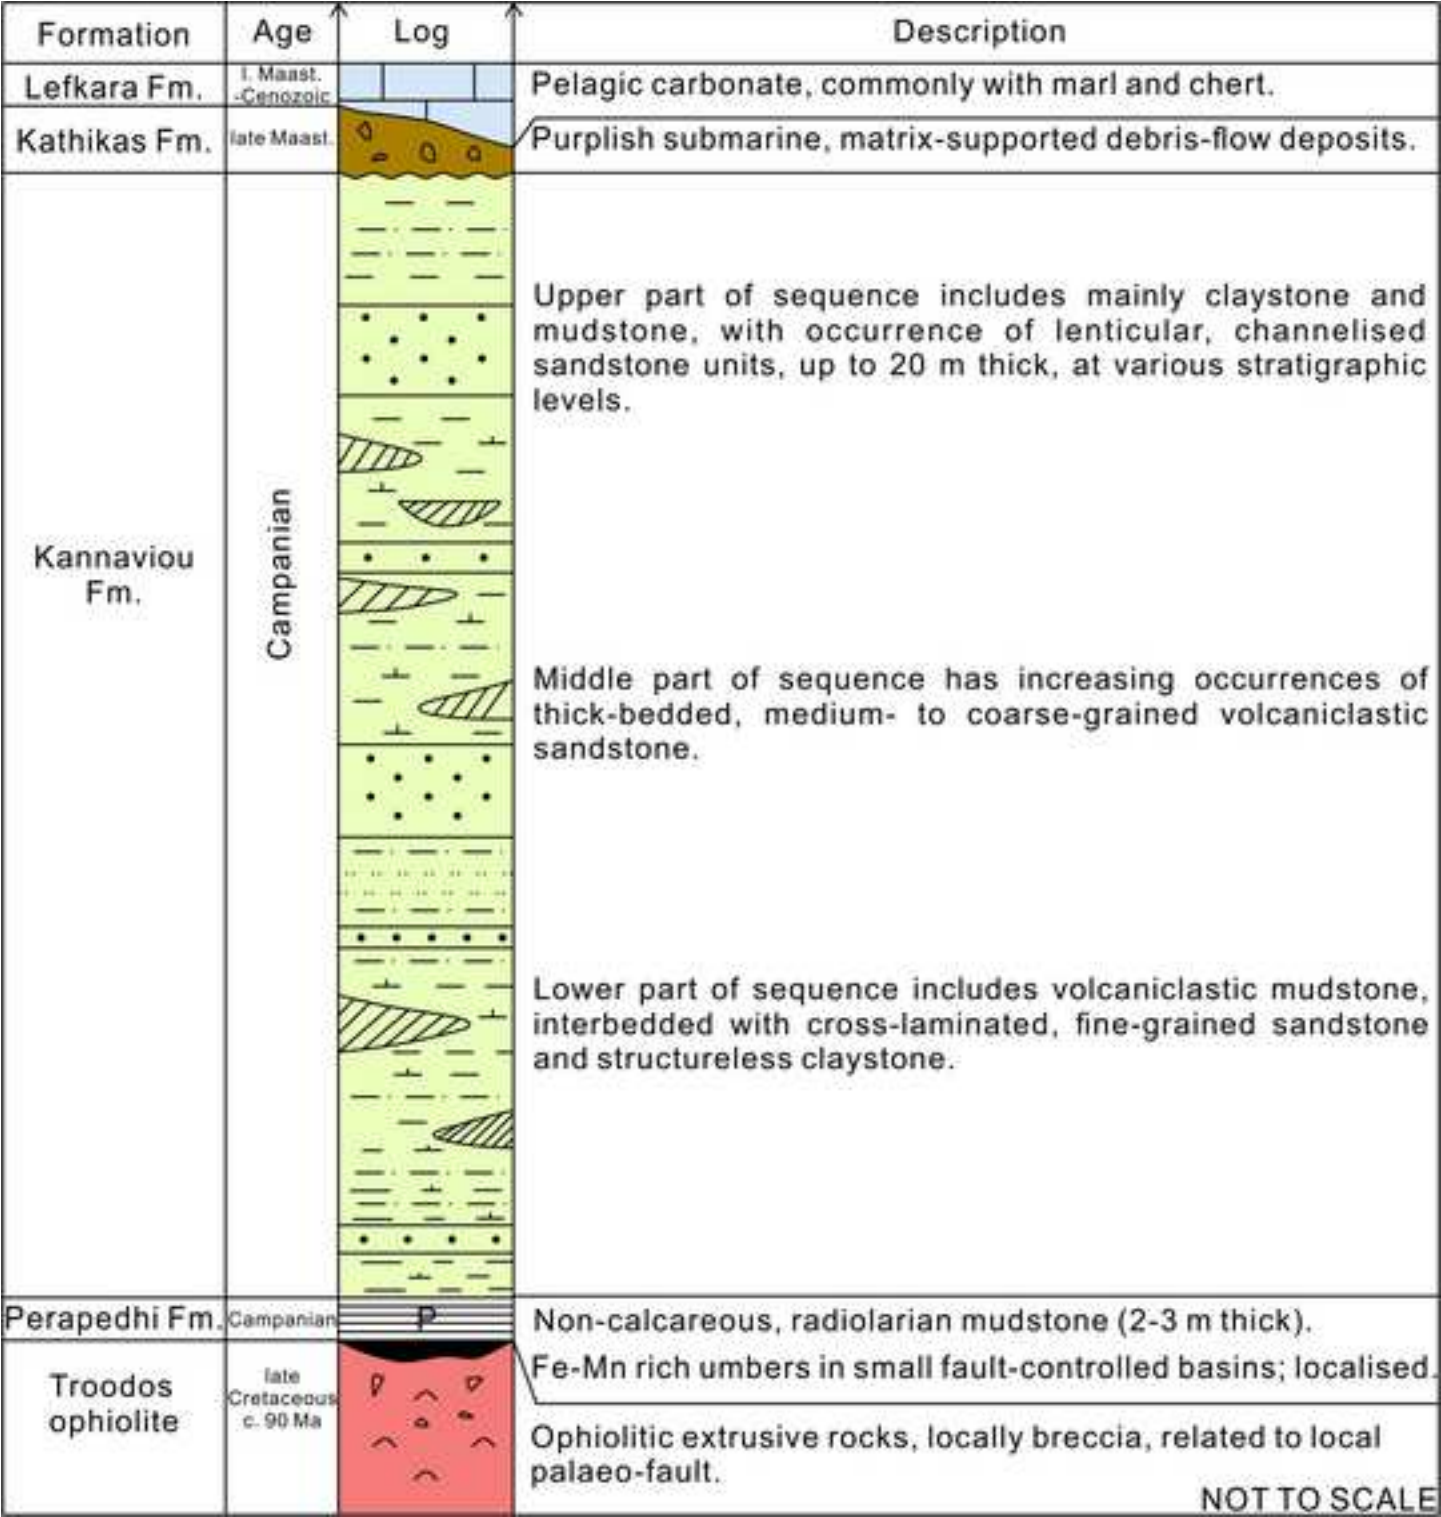 Formation Age Log Description
Lefkara Fm. l. Maast. Pelagic carbonate, commonly with marl and chert.
-Cenozoic
Kathikas Fm. late Maast. Purplish submarine, matrix-supported debris-flow deposits.
Upper part of sequence includes mainly claystone and
mudstone, with occurrence of lenticular, channelised
sandstone units, up to 20 m thick, at various stratigraphic
levels.
Kannaviou
Fm.
Campanian
Middle part of sequence has increasing occurrences of
thick-bedded, medium- to coarse-grained volcaniclastic
sandstone.
Lower part of sequence includes volcaniclastic mudstone,
interbedded with cross-laminated, fine-grained sandstone
and structureless claystone.
Perapedhi Fm. Campanian P Non-calcareous, radiolarian mudstone (2-3 m thick).
Fe-Mn rich umbers in small fault-controlled basins; localised.
Troodos
ophiolite
late
Cretaceous
c. 90 Ma
Ophiolitic extrusive rocks, locally breccia, related to local
palaeo-fault.
NOT TO SCALE